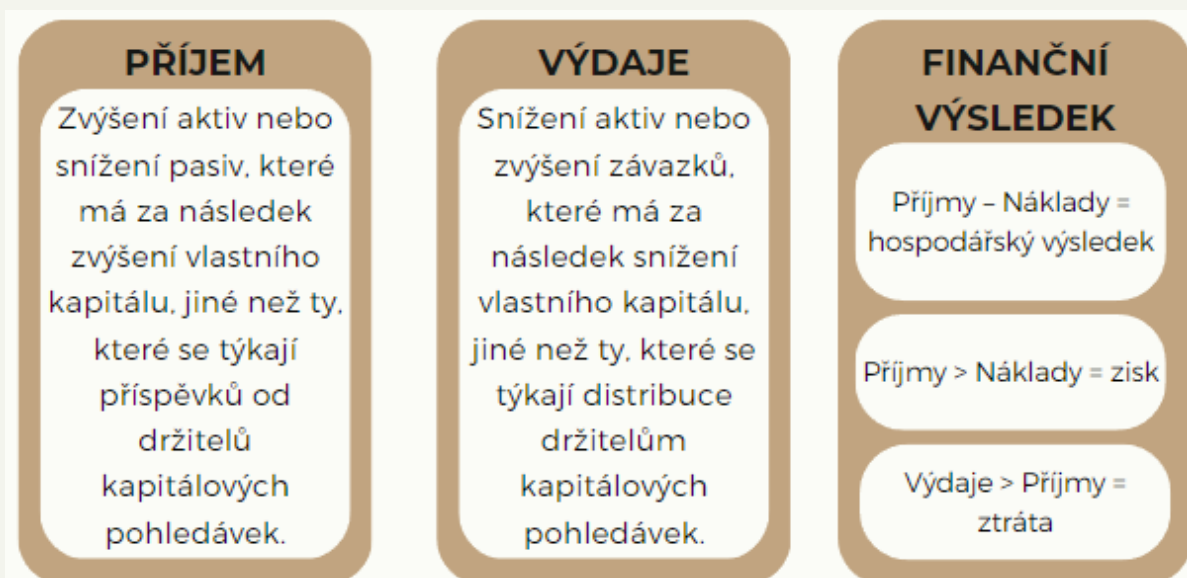 PŘÍJEM
Zvýšení aktiv nebo
snížení pasiv, které
má za následek
zvýšení vlastního
kapitálu, jiné než ty,
které se týkají
příspěvků od
držitelů
kapitálových
pohledávek.
VÝDAJE
Snížení aktiv nebo
zvýšení závazků,
které má za
následek snížení
vlastního kapitálu,
jiné než ty, které se
týkají distribuce
držitelům
kapitálových
pohledávek.
FINANČNÍ
VÝSLEDEK
Příjmy – Náklady =
hospodářský výsledek
Příjmy > Náklady = zisk
Výdaje > Příjmy =
ztráta